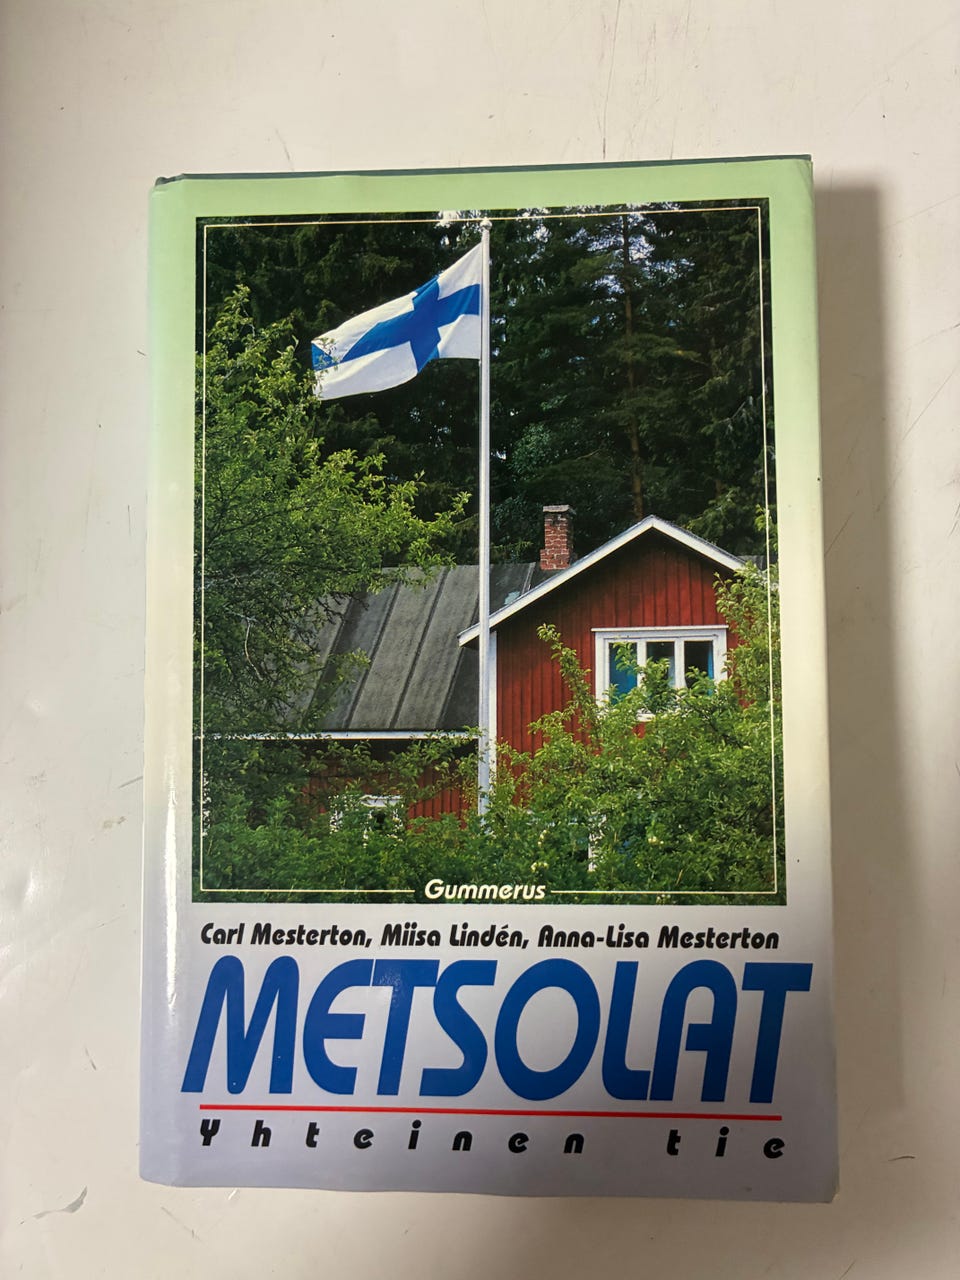 Gummerus
Carl Mesterton, Miisa Lindén, Anna-Lisa Mesterton
METSOLAT
Yhteinen tie